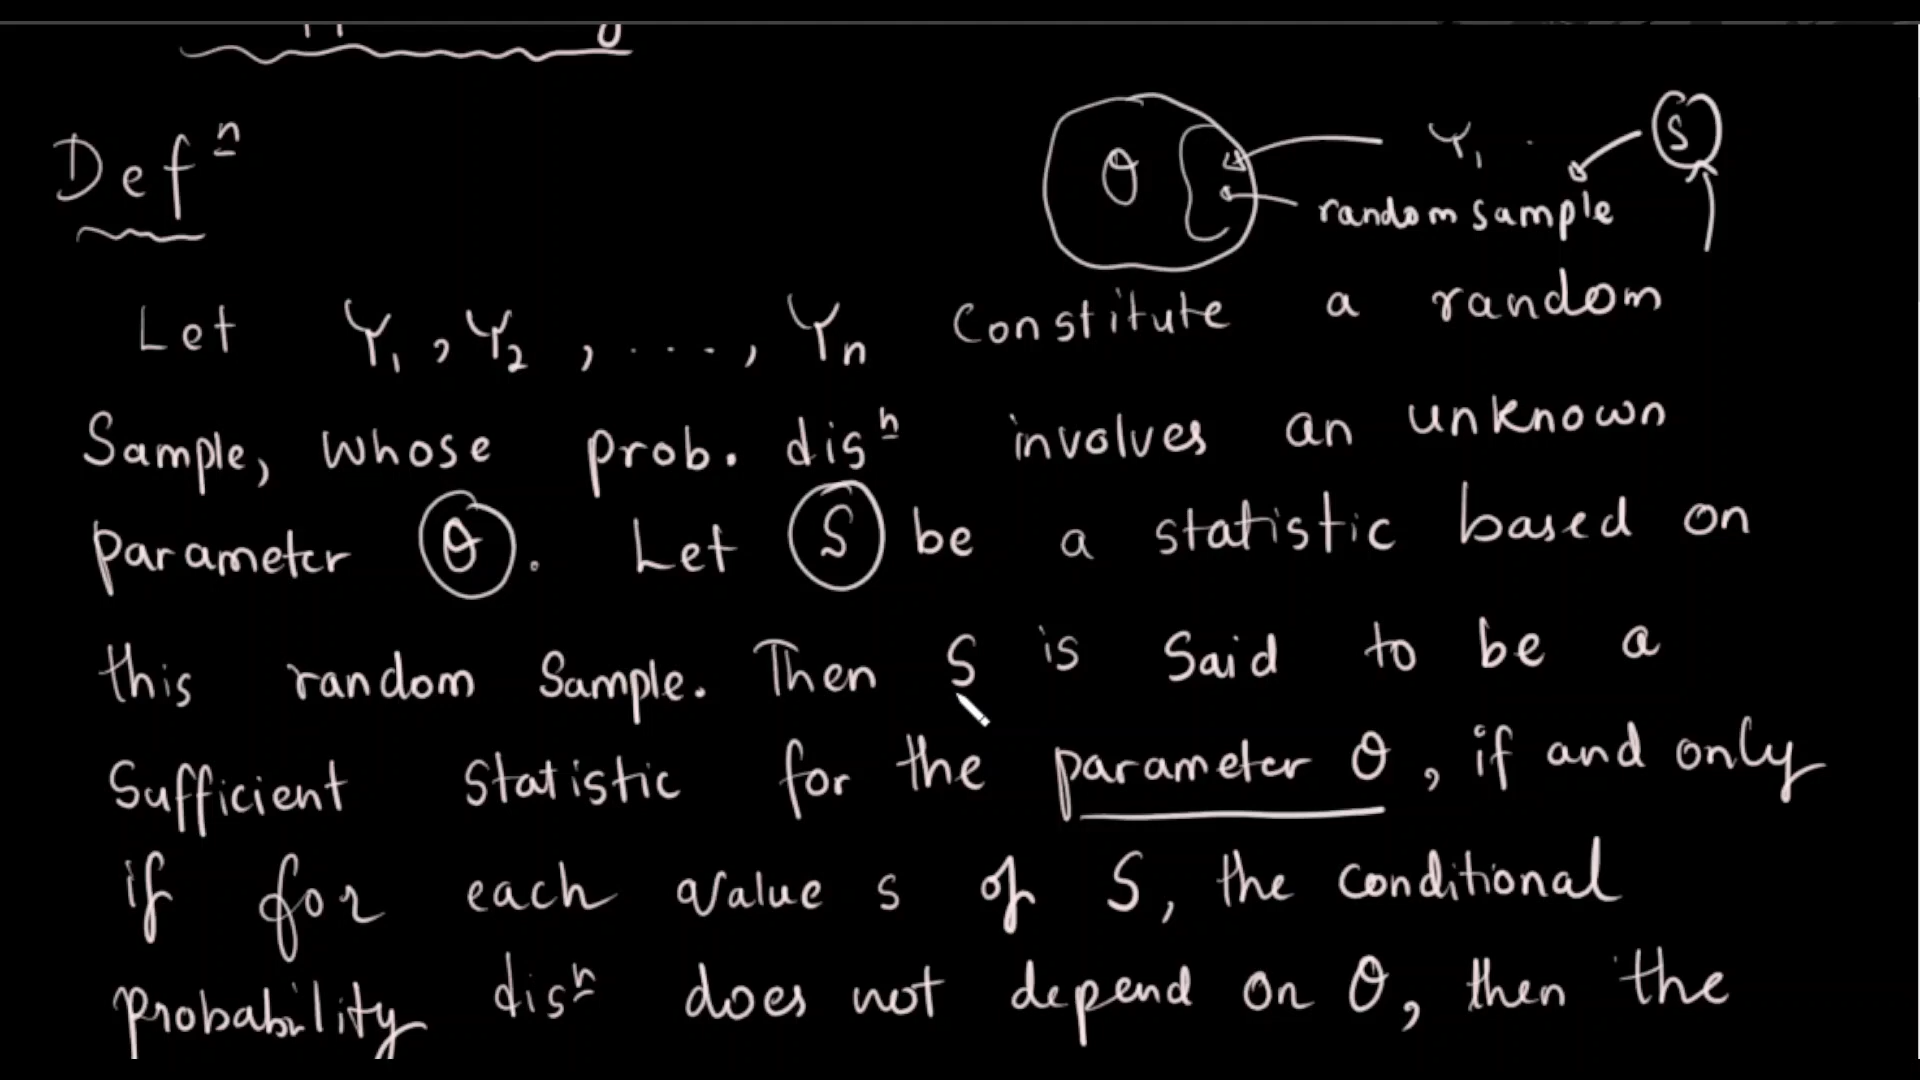 Defⁿ
θ
Y₁
S
random sample
Let Y₁, Y₂, ..., Yn Constitute a random
Sample, whose prob. disⁿ involves an unknown
parameter θ. Let S be a statistic based on
this random Sample. Then S is Said to be a
Sufficient Statistic for the parameter θ, if and only
if for each value s of S, the conditional
probability disⁿ does not depend on θ, then the